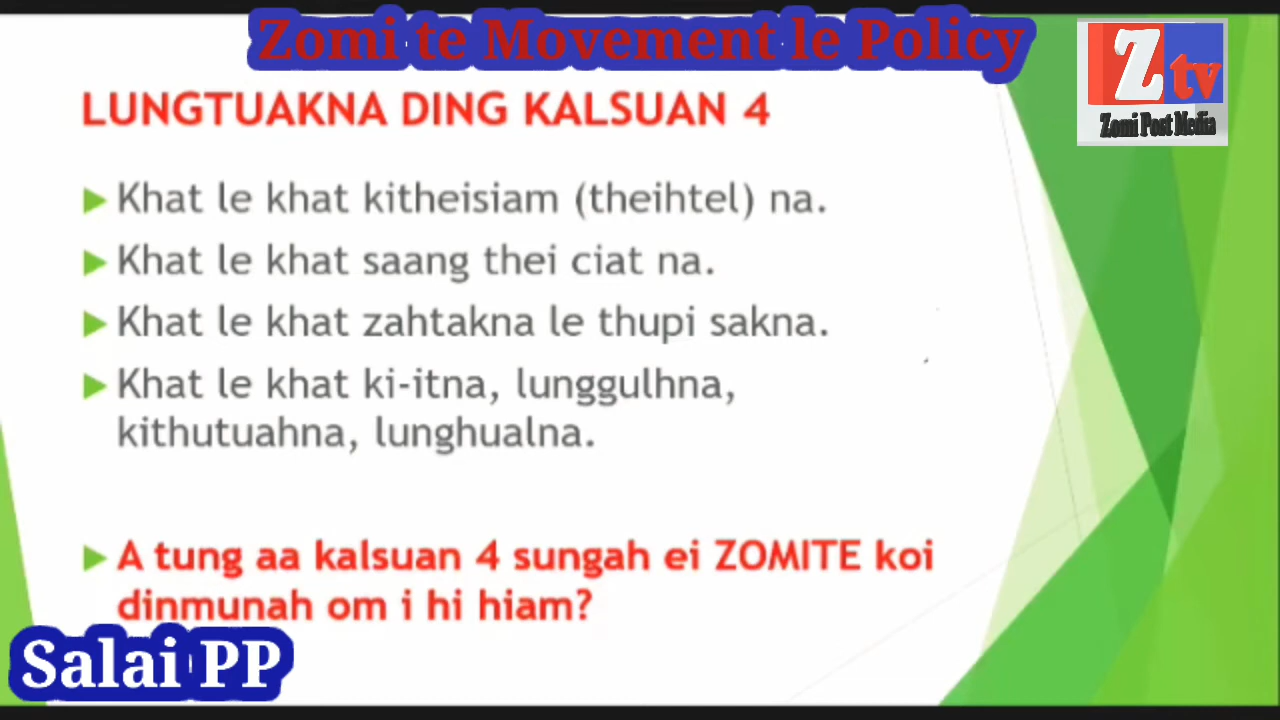 Zomi te Movement le Policy
Z tv
Zomi Post Media
LUNGTUAKNA DING KALSUAN 4
Khat le khat kitheisiam (theihtel) na.
Khat le khat saang thei ciat na.
Khat le khat zahtakna le thupi sakna.
Khat le khat ki-itna, lunggulhna,
kithutuahna, lunghualna.
A tung aa kalsuan 4 sungah ei ZOMITE koi
dinmunah om i hi hiam?
Salai PP